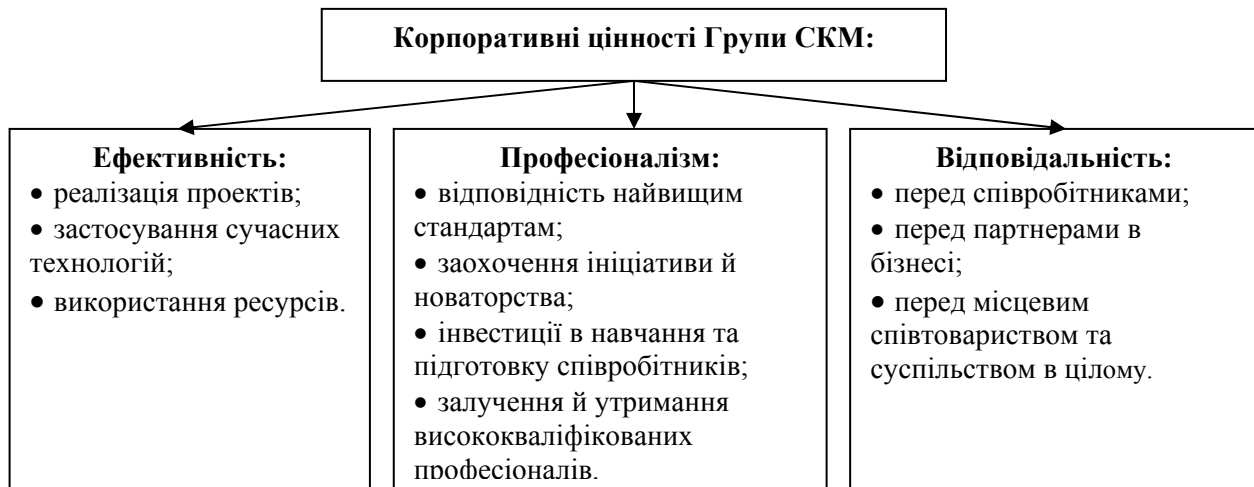 Корпоративні цінності Групи СКМ:
Ефективність:
• реалізація проектів;
• застосування сучасних
технологій;
• використання ресурсів.
Професіоналізм:
• відповідність найвищим
стандартам;
• заохочення ініціативи й
новаторства;
• інвестиції в навчання та
підготовку співробітників;
• залучення й утримання
висококваліфікованих
професіоналів.
Відповідальність:
• перед співробітниками;
• перед партнерами в
бізнесі;
• перед місцевим
співтовариством та
суспільством в цілому.